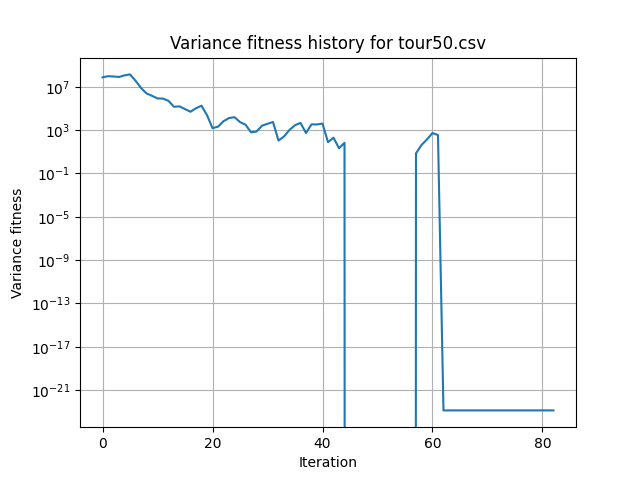 Variance fitness history for tour50.csv
Variance fitness
10^7
10^3
10^-1
10^-5
10^-9
10^-13
10^-17
10^-21
0 20 40 60 80
Iteration